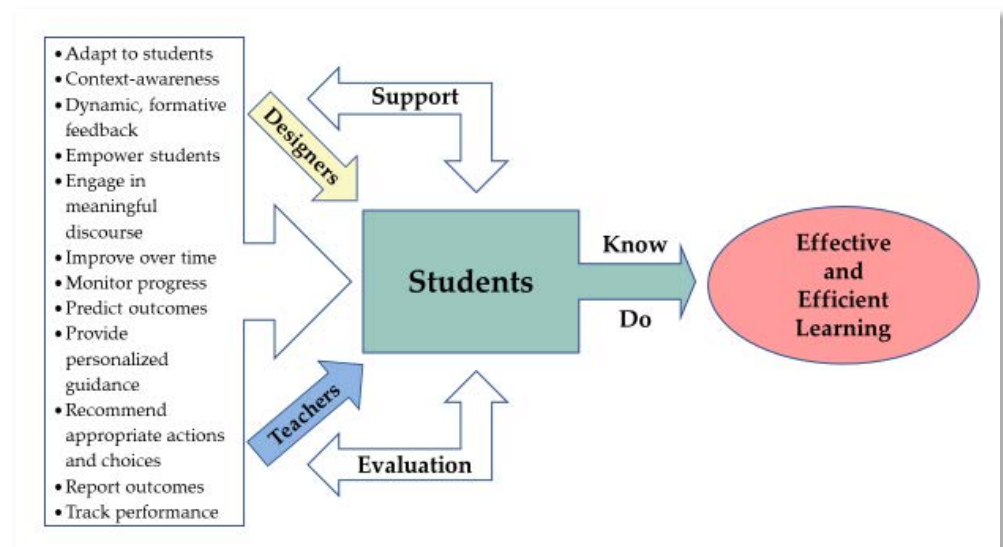 • Adapt to students
• Context-awareness
• Dynamic, formative
feedback
• Empower students
• Engage in
meaningful
discourse
• Improve over time
• Monitor progress
• Predict outcomes
• Provide
personalized
guidance
• Recommend
appropriate actions
and choices
• Report outcomes
• Track performance
Designers
Support
Students
Teachers
Evaluation
Know
Do
Effective
and
Efficient
Learning